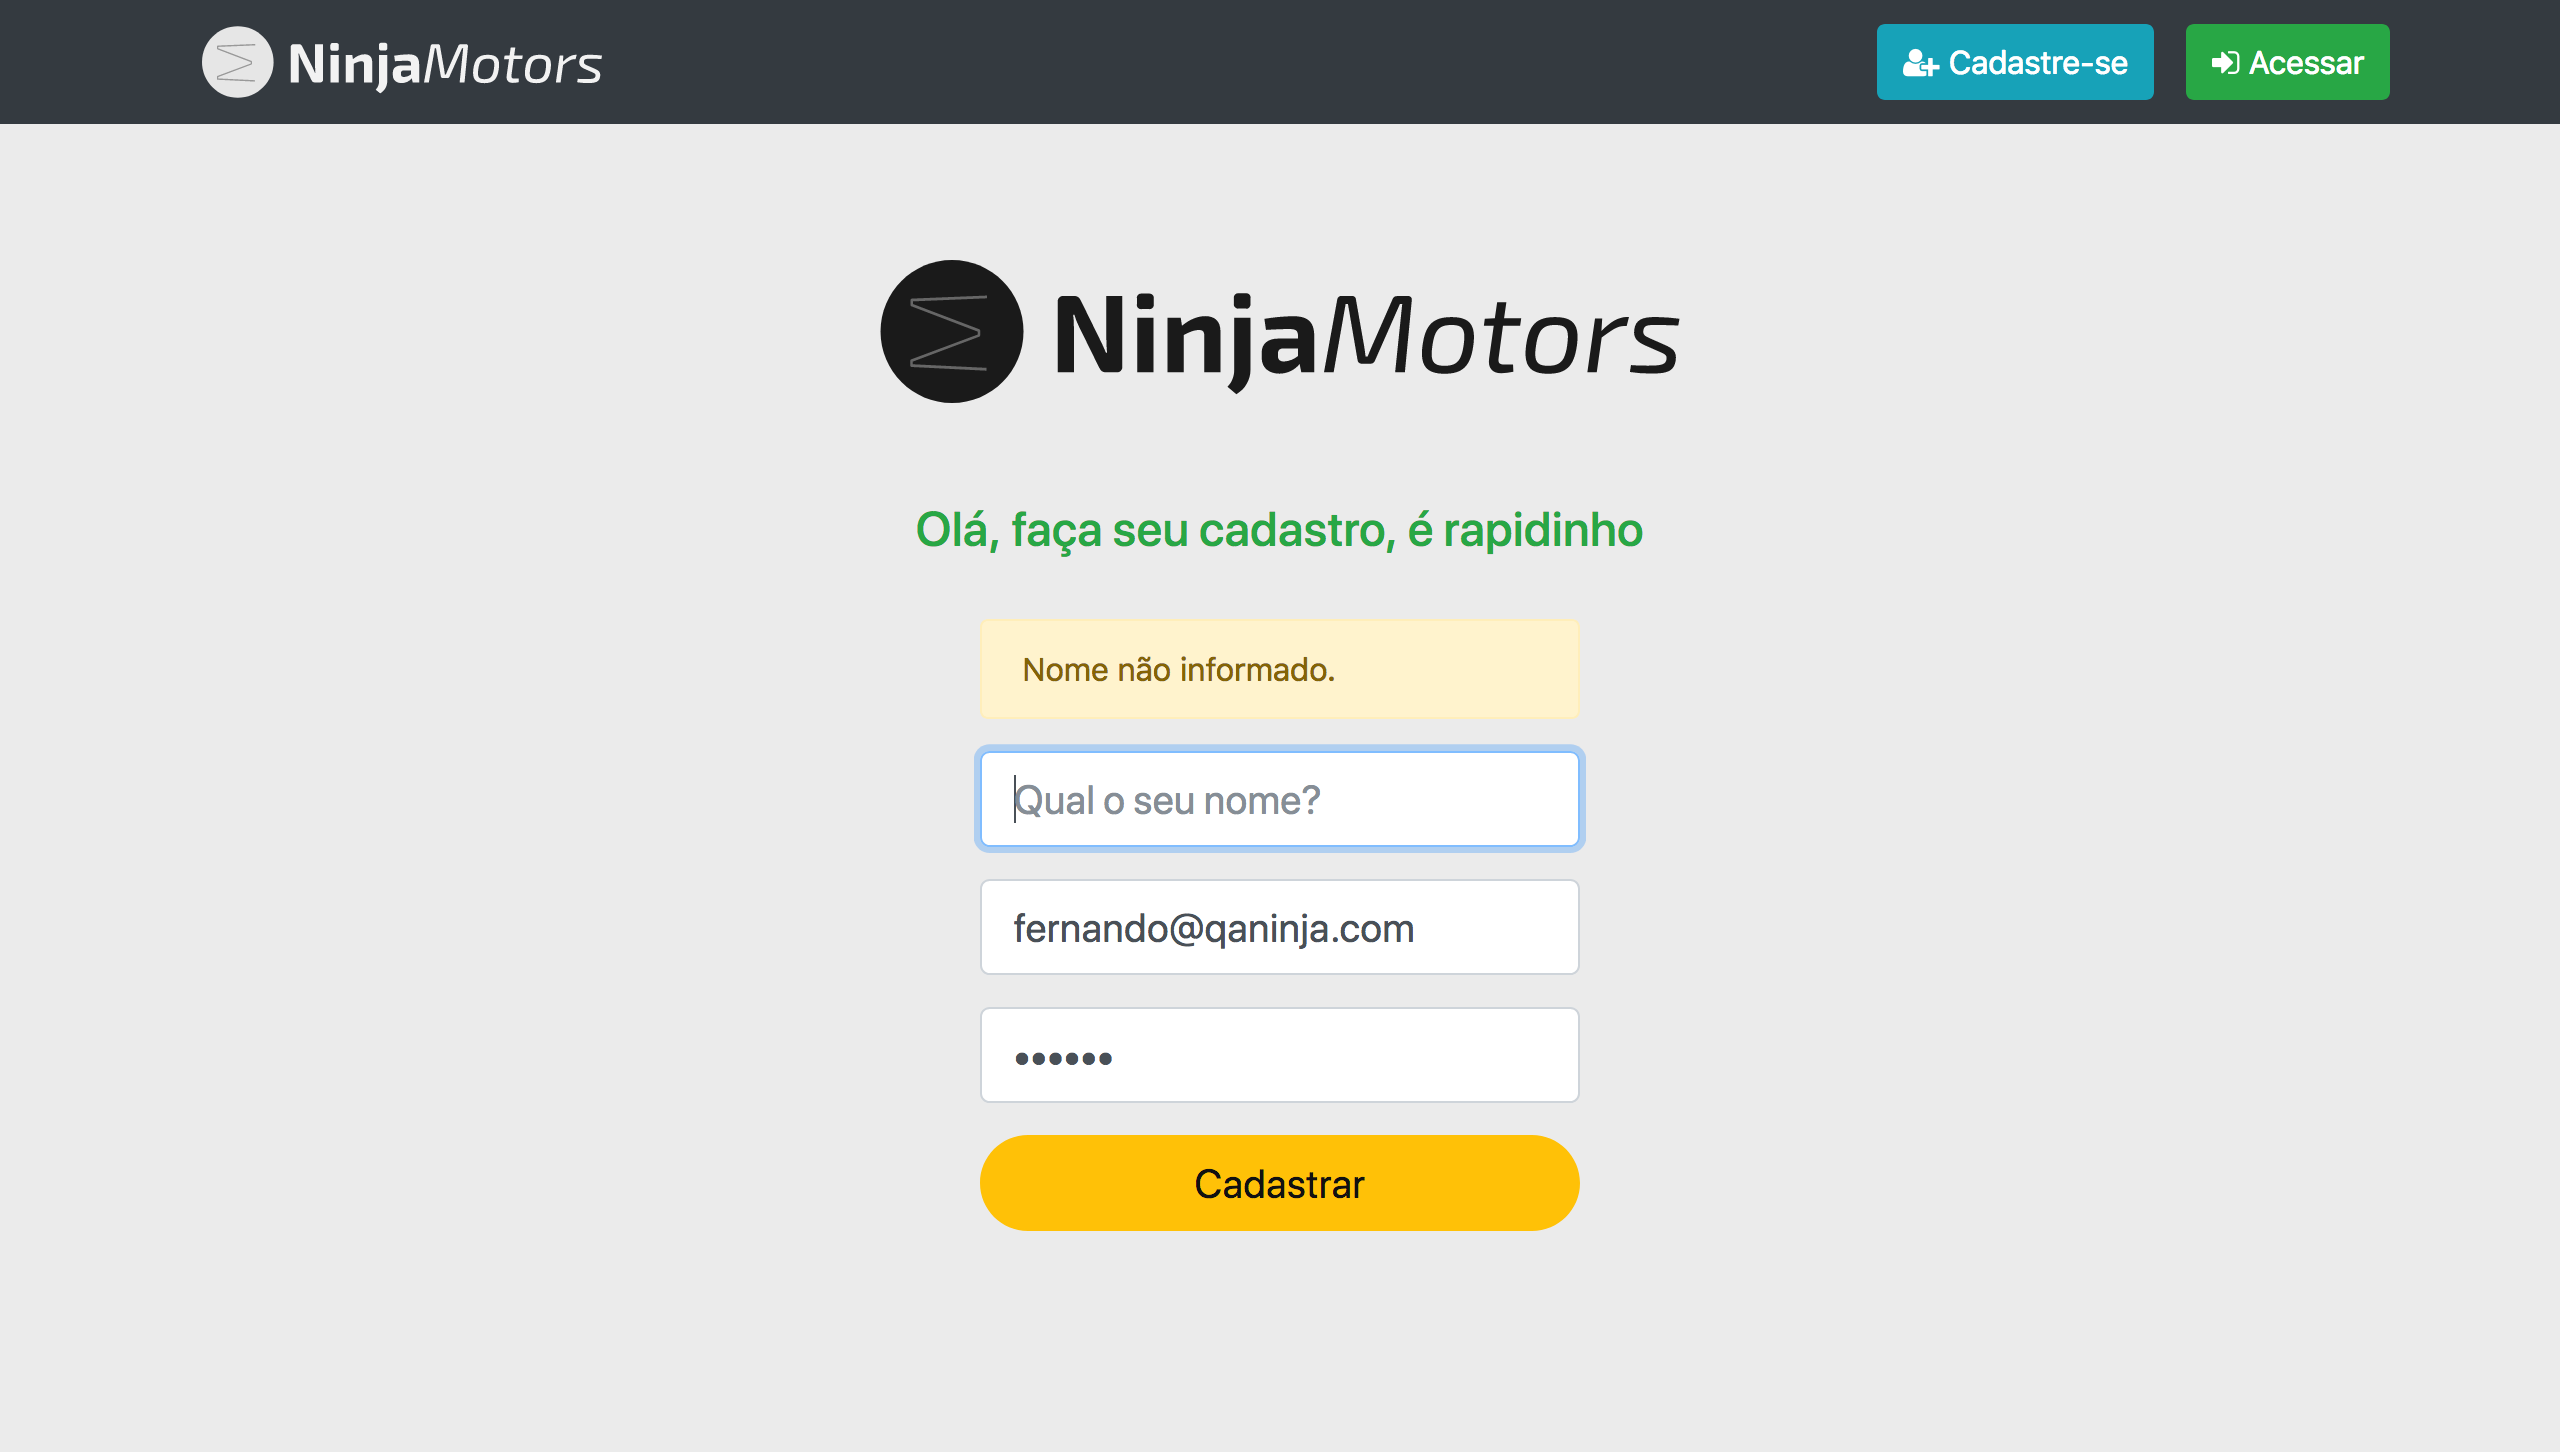 NinjaMotors
Cadastre-se
Acessar
NinjaMotors
Olá, faça seu cadastro, é rapidinho
Nome não informado.
Qual o seu nome?
fernando@qaninja.com
••••••
Cadastrar